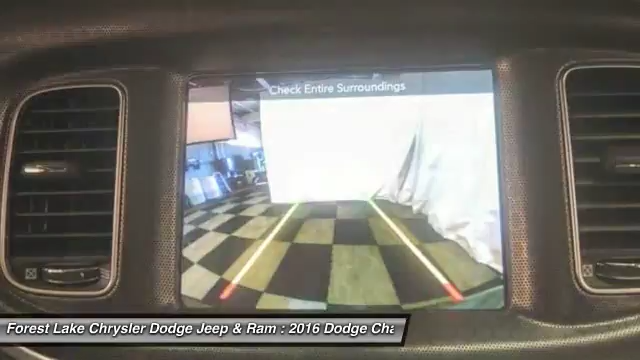 Check Entire Surroundings
Forest Lake Chrysler Dodge Jeep & Ram : 2016 Dodge Cha